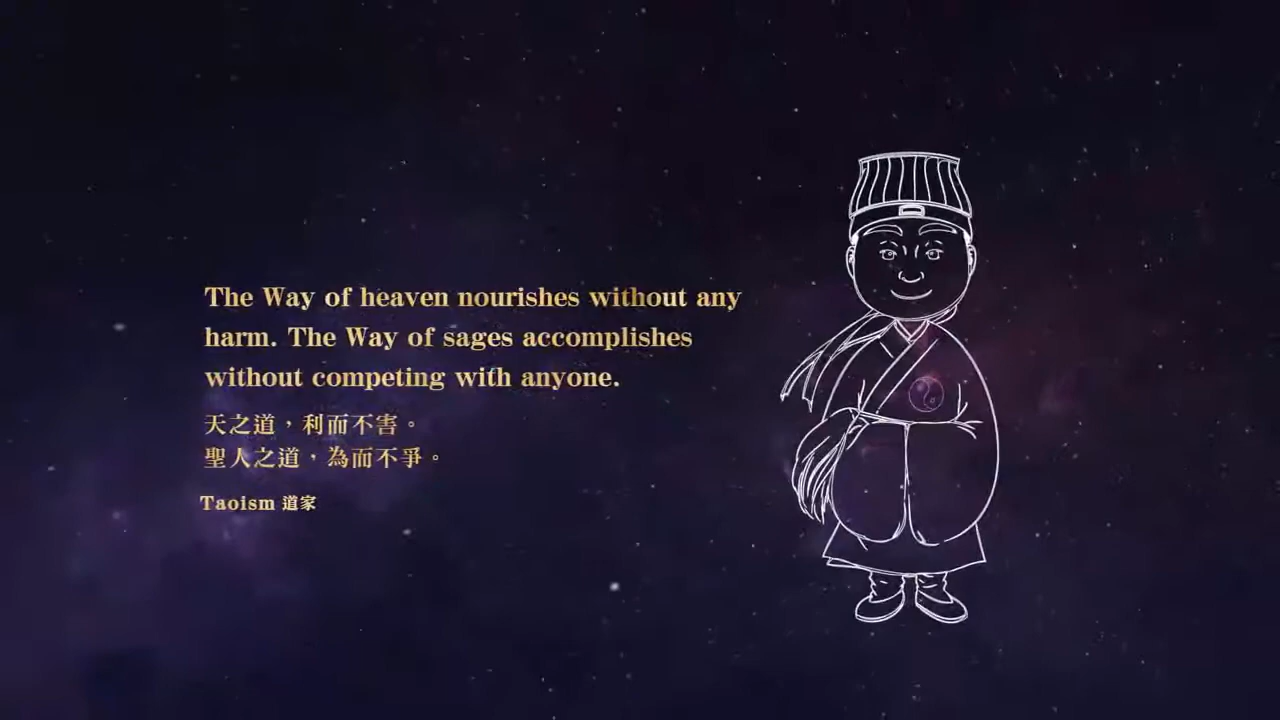 The Way of heaven nourishes without any
harm. The Way of sages accomplishes
without competing with anyone.
天之道，利而不害。
聖人之道，為而不爭。
Taoism 道家